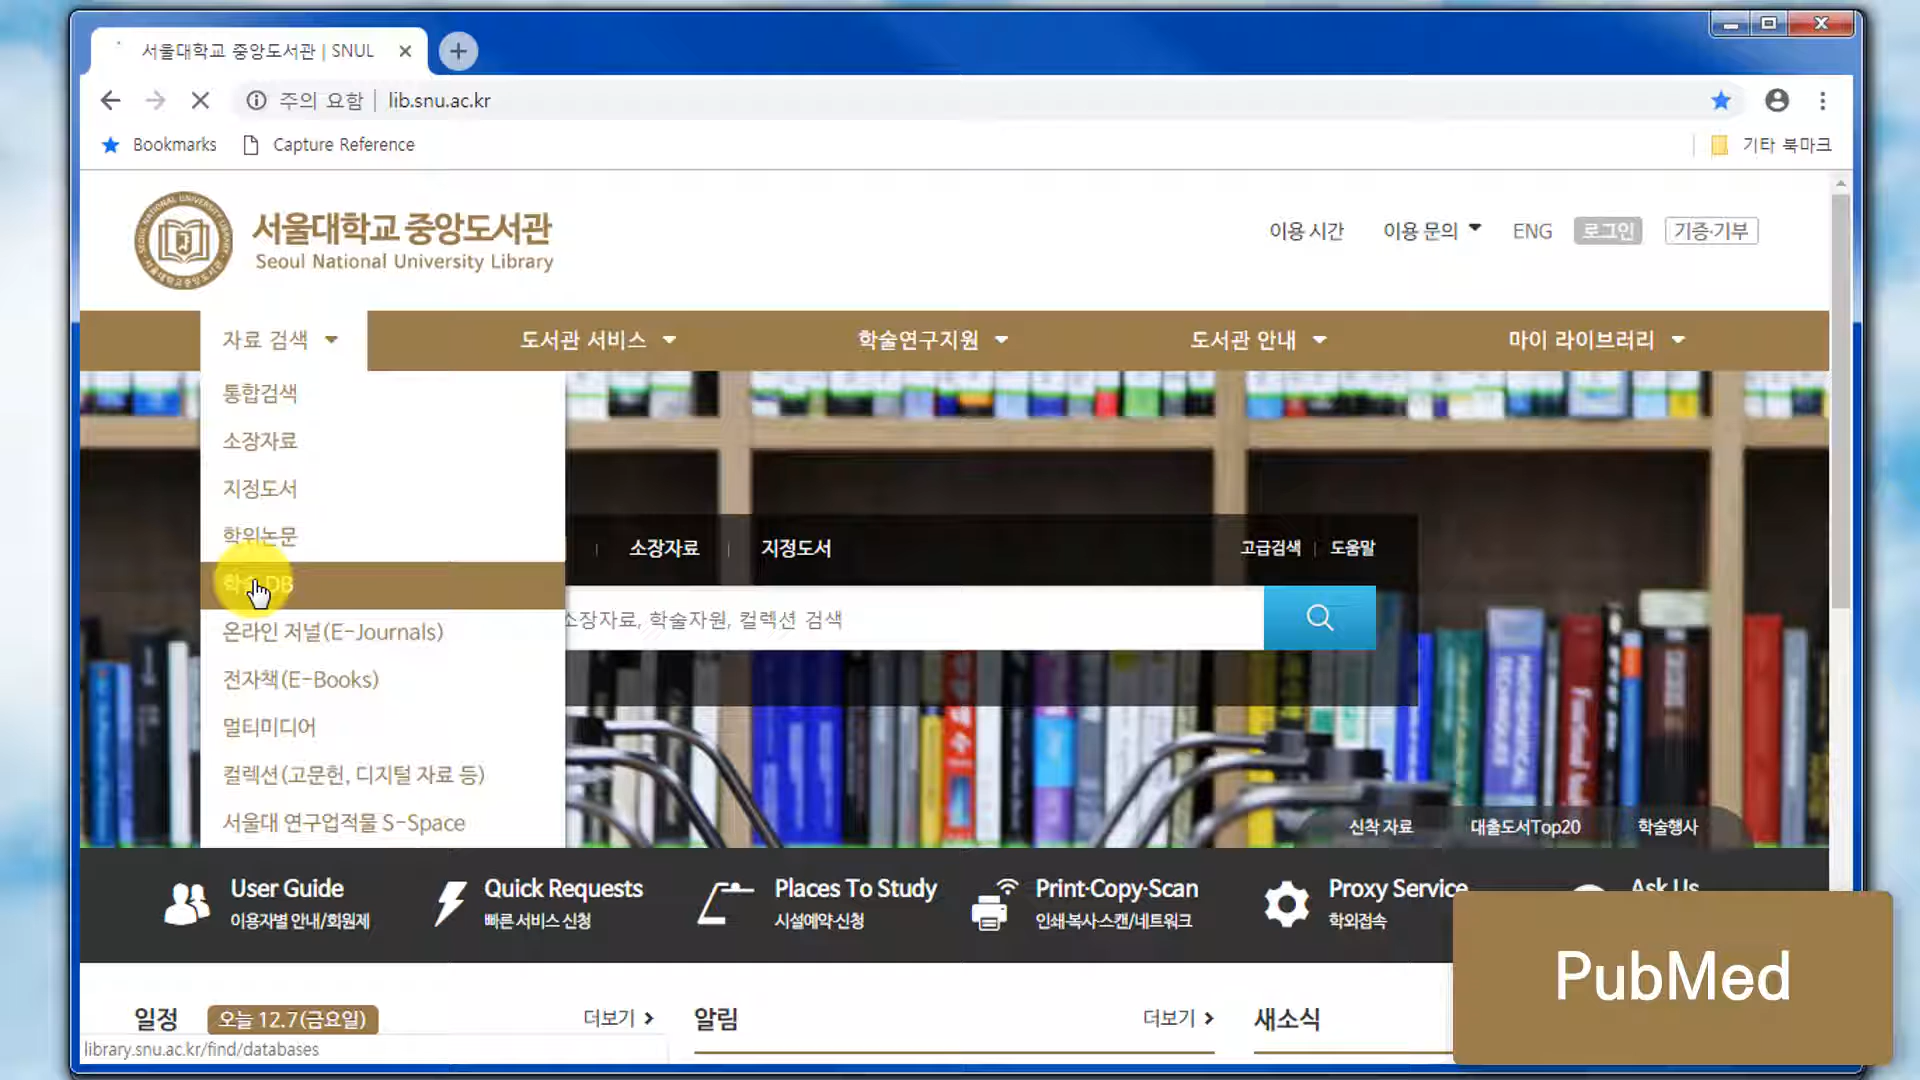 서울대학교 중앙도서관 | SNUL
주의 요함 | lib.snu.ac.kr
Bookmarks Capture Reference 기타 북마크
서울대학교 중앙도서관
Seoul National University Library
이용 시간 이용 문의 ENG 로그인 기증·기부
자료 검색 도서관 서비스 학술연구지원 도서관 안내 마이 라이브러리
통합검색
소장자료
지정도서
학위논문
학술 DB
온라인 저널(E-Journals)
전자책(E-Books)
멀티미디어
컬렉션(고문헌, 디지털 자료 등)
서울대 연구업적물 S-Space
소장자료 | 지정도서 고급검색 | 도움말
소장자료, 학술자원, 컬렉션 검색
신착 자료 대출도서Top20 학술행사
User Guide Quick Requests Places To Study Print·Copy·Scan Proxy Service Ask Us
이용자별 안내/회원제 빠른 서비스 신청 시설예약·신청 인쇄·복사·스캔/네트워크 학외접속
PubMed
일정 오늘 12.7(금요일) 더보기 알림 더보기 새소식
library.snu.ac.kr/find/databases